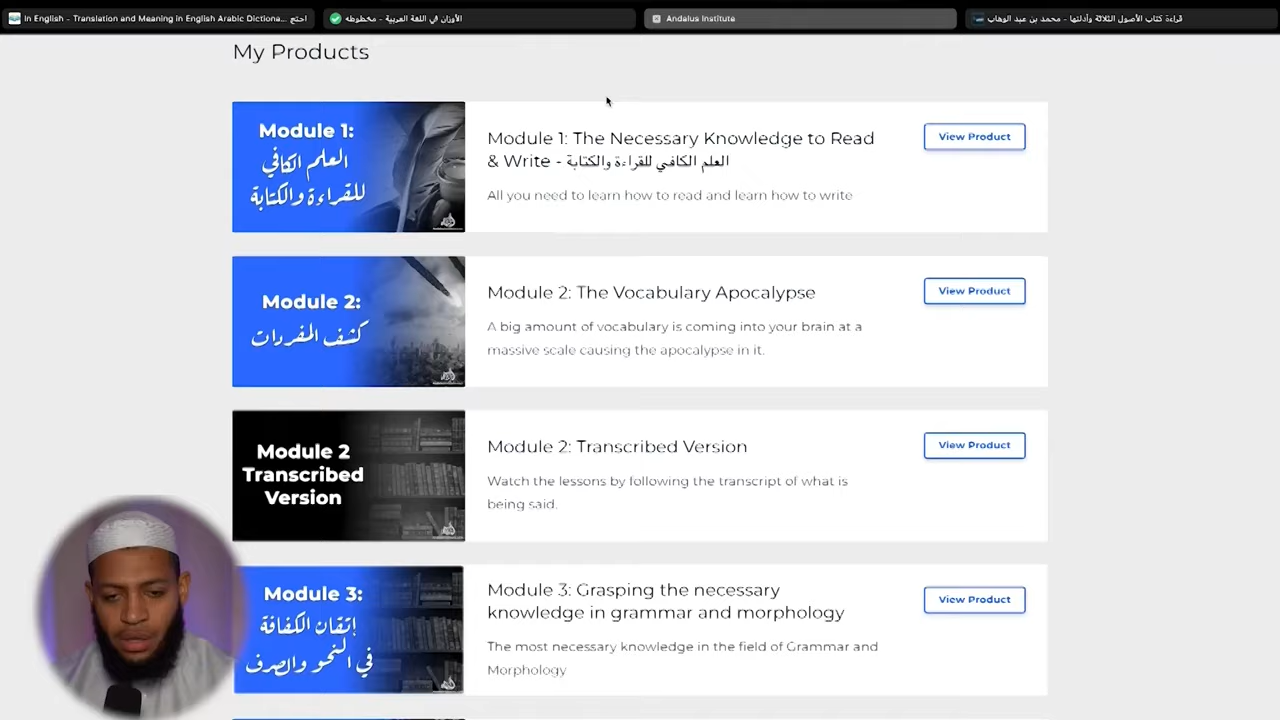 احتج In English - Translation and Meaning in English Arabic Dictiona...
الأوزان في اللغة العربية - مخطوطه
Andalus Institute
قراءة كتاب الأصول الثلاثة وأدلتها - محمد بن عبد الوهاب
My Products
Module 1:
العلم الكافي
للقراءة والكتابة
Module 1: The Necessary Knowledge to Read
& Write - العلم الكافي للقراءة والكتابة
All you need to learn how to read and learn how to write
View Product
Module 2:
كشف المفردات
Module 2: The Vocabulary Apocalypse
A big amount of vocabulary is coming into your brain at a
massive scale causing the apocalypse in it.
View Product
Module 2
Transcribed
Version
Module 2: Transcribed Version
Watch the lessons by following the transcript of what is
being said.
View Product
Module 3:
إتقان الكفافة
في النحو والصرف
Module 3: Grasping the necessary
knowledge in grammar and morphology
The most necessary knowledge in the field of Grammar and
Morphology
View Product